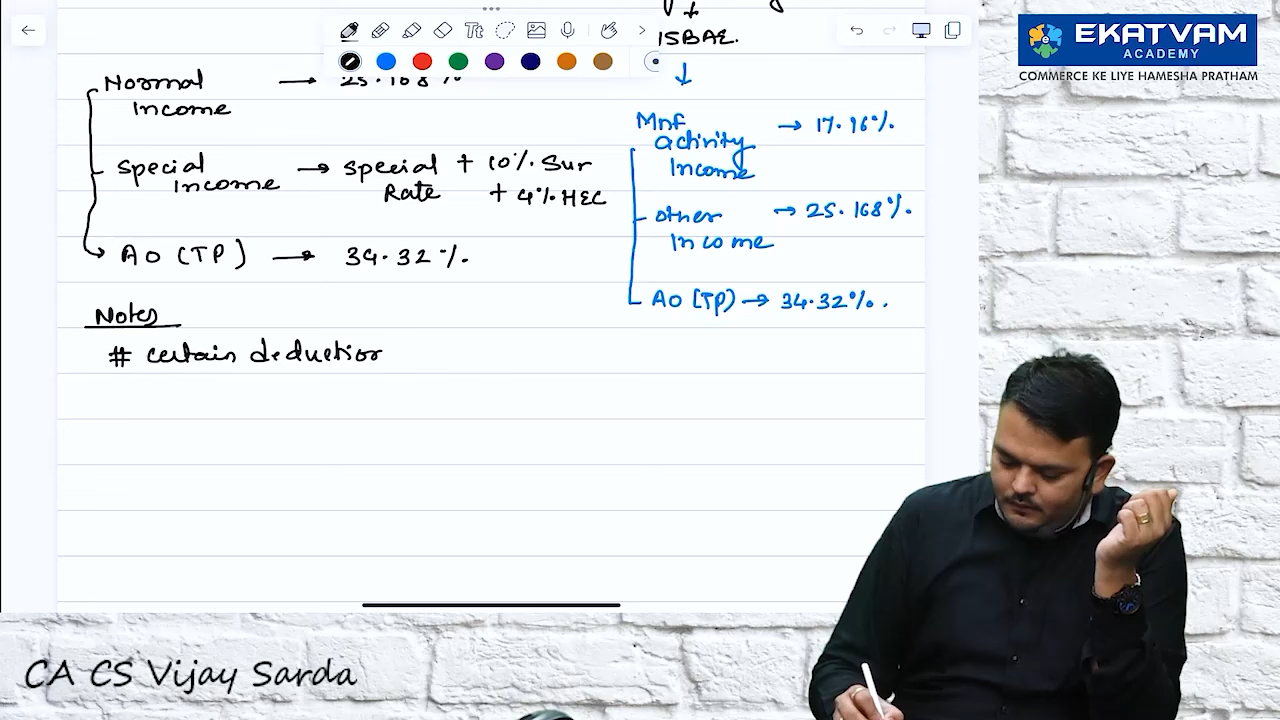 ISBAE.
EKATVAM
ACADEMY
COMMERCE KE LIYE HAMESHA PRATHAM
Tt
Normal Income → 25.168 %
Special Income → Special Rate + 10% Sur
+ 4% HEC
AO (TP) → 34.32 %
Mnf activity Income → 17.16%
other Income → 25.168%.
AO (TP) → 34.32%.
Notes
# certain deduction
CA CS Vijay Sarda